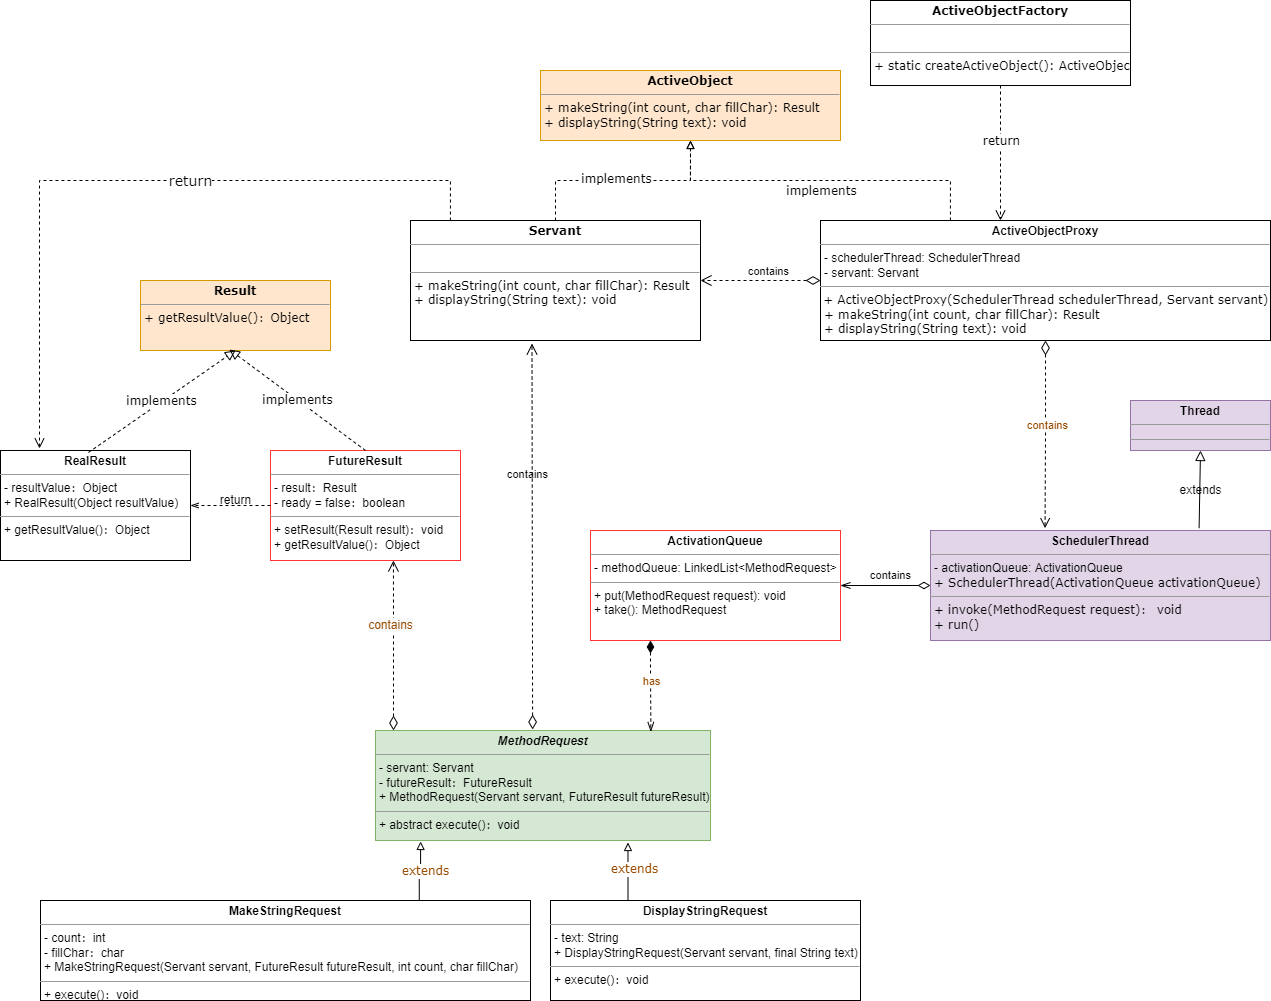 ActiveObjectFactory
+ static createActiveObject(): ActiveObjec
return
ActiveObject
+ makeString(int count, char fillChar): Result
+ displayString(String text): void
return
implements
implements
Servant
+ makeString(int count, char fillChar): Result
+ displayString(String text): void
contains
ActiveObjectProxy
- schedulerThread: SchedulerThread
- servant: Servant
+ ActiveObjectProxy(SchedulerThread schedulerThread, Servant servant)
+ makeString(int count, char fillChar): Result
+ displayString(String text): void
Result
+ getResultValue(): Object
implements
implements
contains
Thread
extends
RealResult
- resultValue: Object
+ RealResult(Object resultValue)
+ getResultValue(): Object
return
FutureResult
- result: Result
- ready = false: boolean
+ setResult(Result result): void
+ getResultValue(): Object
contains
contains
ActivationQueue
- methodQueue: LinkedList<MethodRequest>
+ put(MethodRequest request): void
+ take(): MethodRequest
contains
SchedulerThread
- activationQueue: ActivationQueue
+ SchedulerThread(ActivationQueue activationQueue)
+ invoke(MethodRequest request): void
+ run()
has
MethodRequest
- servant: Servant
- futureResult: FutureResult
+ MethodRequest(Servant servant, FutureResult futureResult)
+ abstract execute(): void
extends
extends
MakeStringRequest
- count: int
- fillChar: char
+ MakeStringRequest(Servant servant, FutureResult futureResult, int count, char fillChar)
+ execute(): void
DisplayStringRequest
- text: String
+ DisplayStringRequest(Servant servant, final String text)
+ execute(): void